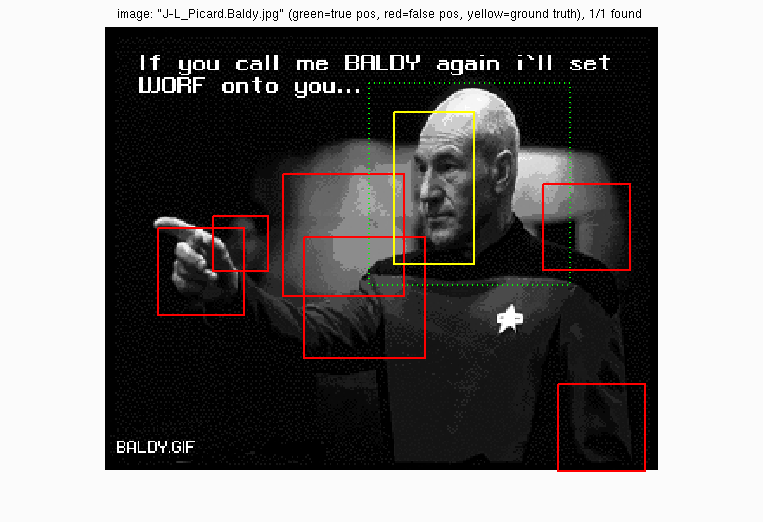 image: "J-L_Picard.Baldy.jpg" (green=true pos, red=false pos, yellow=ground truth), 1/1 found
If you call me BALDY again i`ll set
WORF onto you...
BALDY.GIF